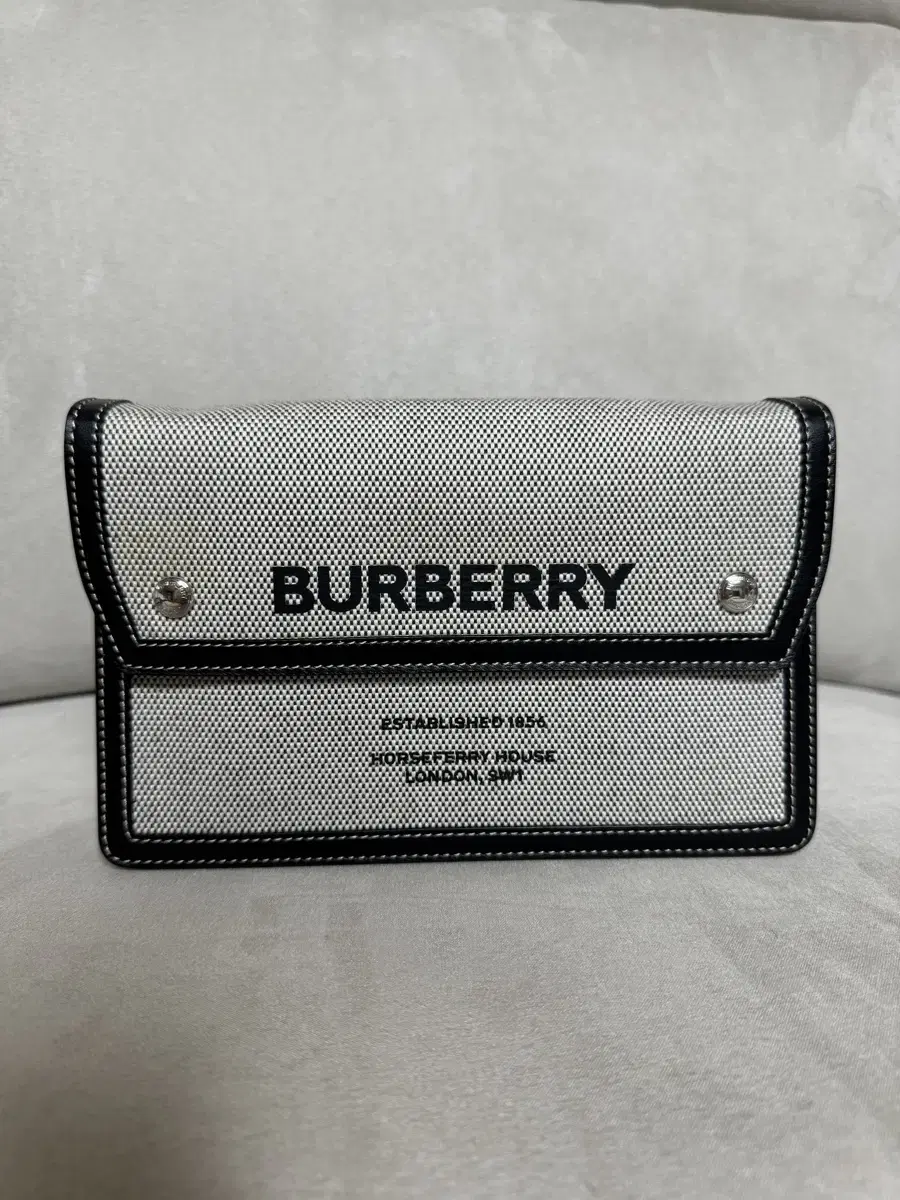 BURBERRY
ESTABLISHED 1856
HORSEFERRY HOUSE
LONDON, SW1